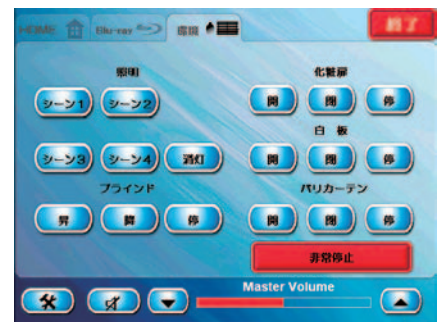 HOME Blu-ray 環境 終了
照明 化粧扉
シーン1 シーン2 開 閉 停
白 板
シーン3 シーン4 消灯 開 閉 停
ブラインド バリカーテン
昇 降 停 開 閉 停
非常停止
Master Volume